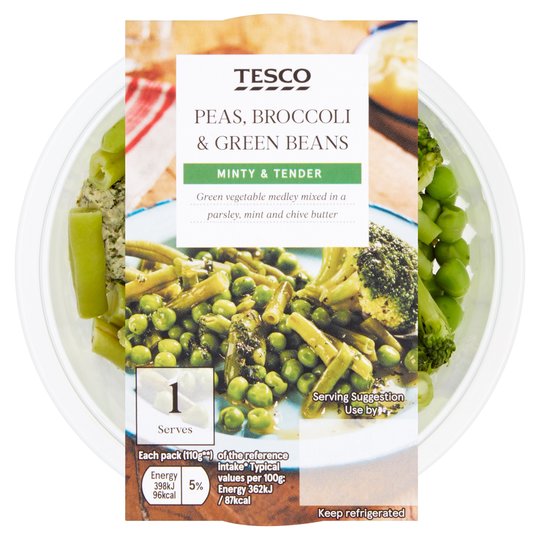 TESCO
PEAS, BROCCOLI
& GREEN BEANS
MINTY & TENDER
Green vegetable medley mixed in a
parsley, mint and chive butter
Serving Suggestion
Use by
1
Serves
Each pack (110g**)
Energy
398kJ
96kcal
5%
of the reference
intake* Typical
values per 100g:
Energy 362kJ
/ 87kcal
Keep refrigerated